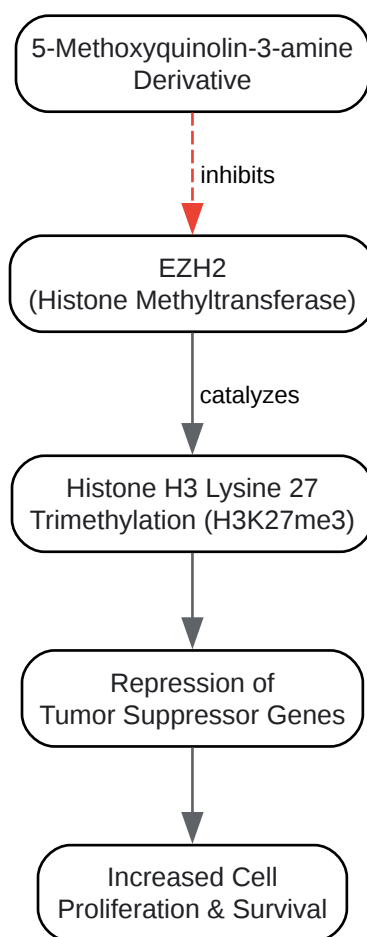 5-Methoxyquinolin-3-amine
Derivative
inhibits
EZH2
(Histone Methyltransferase)
catalyzes
Histone H3 Lysine 27
Trimethylation (H3K27me3)
Repression of
Tumor Suppressor Genes
Increased Cell
Proliferation & Survival